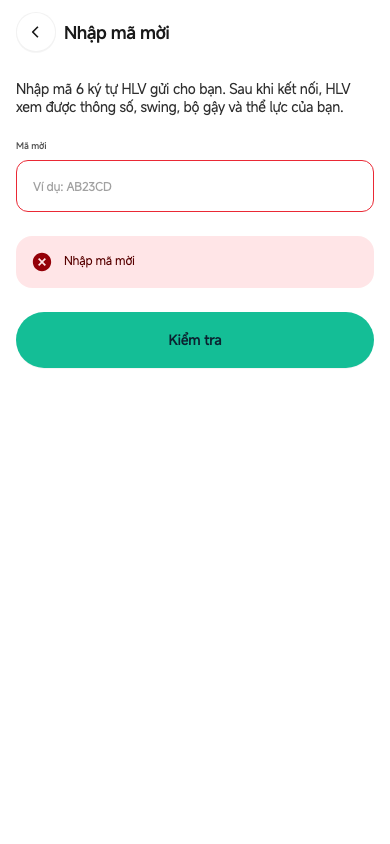 Nhập mã mời
Nhập mã 6 ký tự HLV gửi cho bạn. Sau khi kết nối, HLV
xem được thông số, swing, bộ gậy và thể lực của bạn.
Mã mời
Ví dụ: AB23CD
Nhập mã mời
Kiểm tra